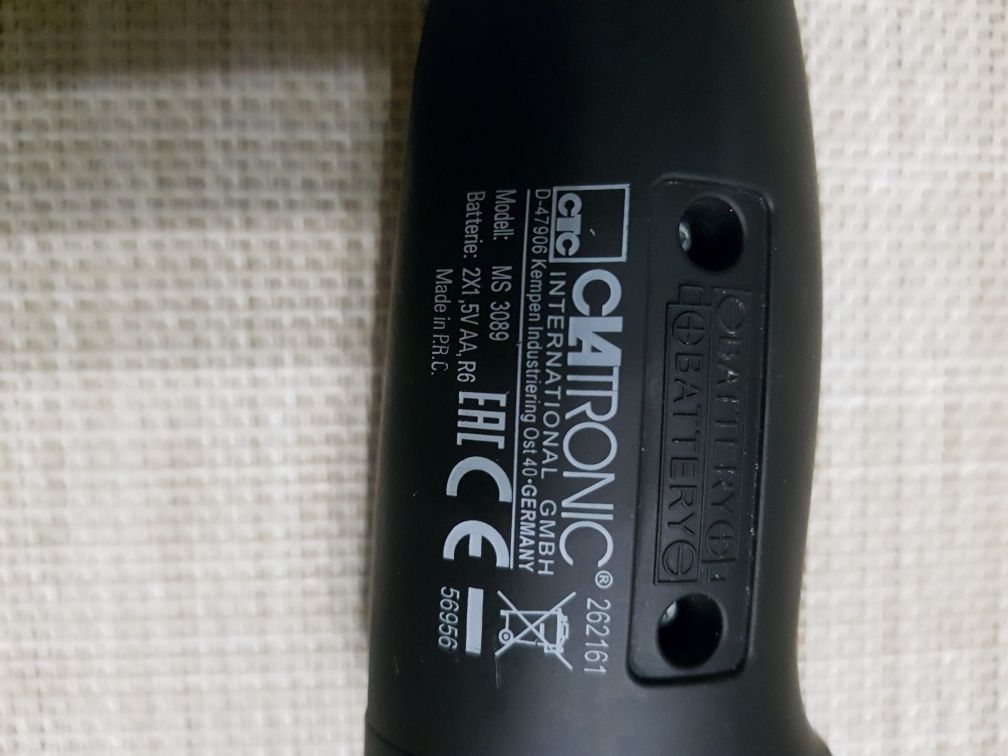 BATTERY
BATTERY
CLATRONIC® 262161
CTC INTERNATIONAL GMBH
D-47906 Kempen Industriering Ost 40·GERMANY
Modell: MS 3089
Batterie: 2X1,5V AA, R6
Made in P.R.C.
EAC CE
56956